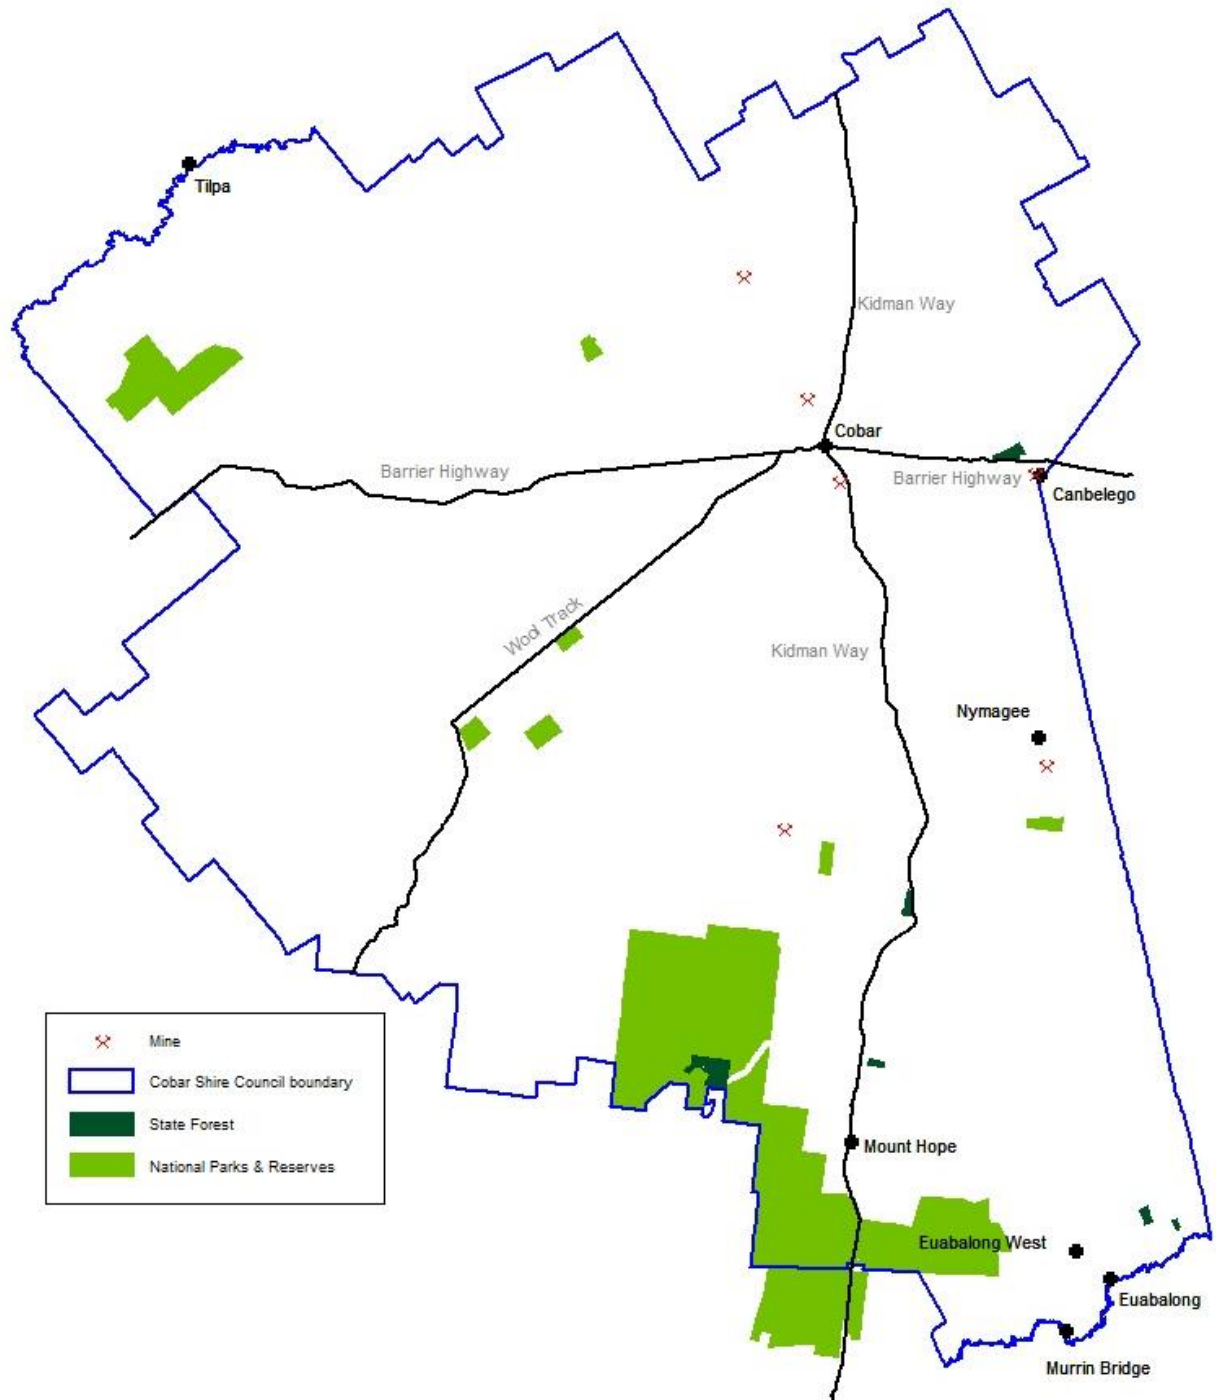 Tilpa
Kidman Way
Cobar
Barrier Highway
Barrier Highway
Canbelego
Wool Track
Kidman Way
Nymagee
Mine
Cobar Shire Council boundary
State Forest
National Parks & Reserves
Mount Hope
Euabalong West
Euabalong
Murrin Bridge